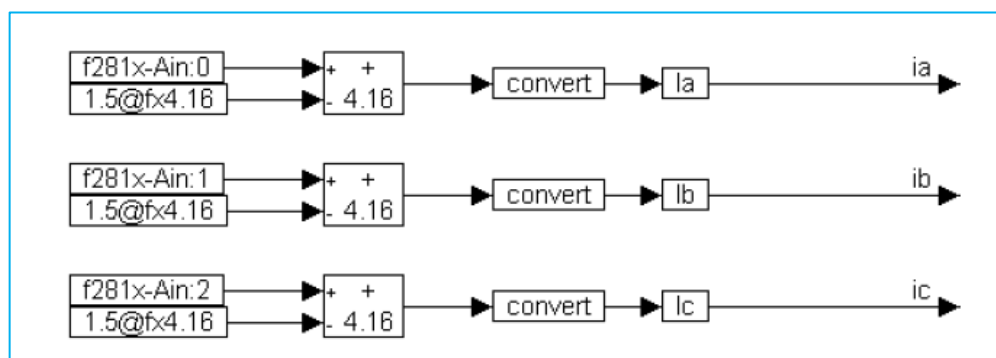 f281x-Ain:0
1.5@fx4.16
+ +
- 4.16
convert
Ia
ia
f281x-Ain:1
1.5@fx4.16
+ +
- 4.16
convert
Ib
ib
f281x-Ain:2
1.5@fx4.16
+ +
- 4.16
convert
Ic
ic